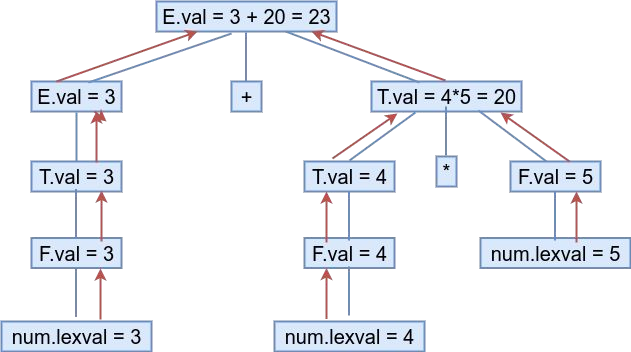 E.val = 3 + 20 = 23
E.val = 3
+
T.val = 4*5 = 20
T.val = 3
T.val = 4
*
F.val = 5
F.val = 3
F.val = 4
num.lexval = 5
num.lexval = 3
num.lexval = 4